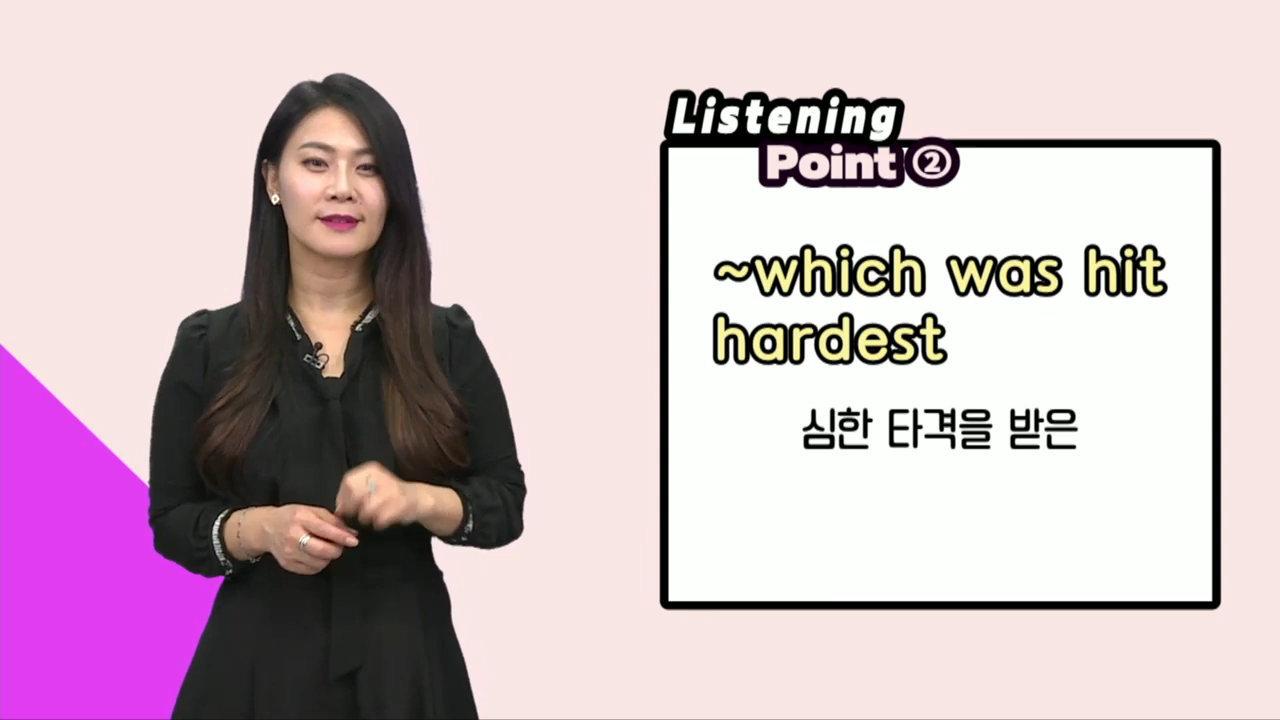 Listening
Point ②
~which was hit
hardest
심한 타격을 받은